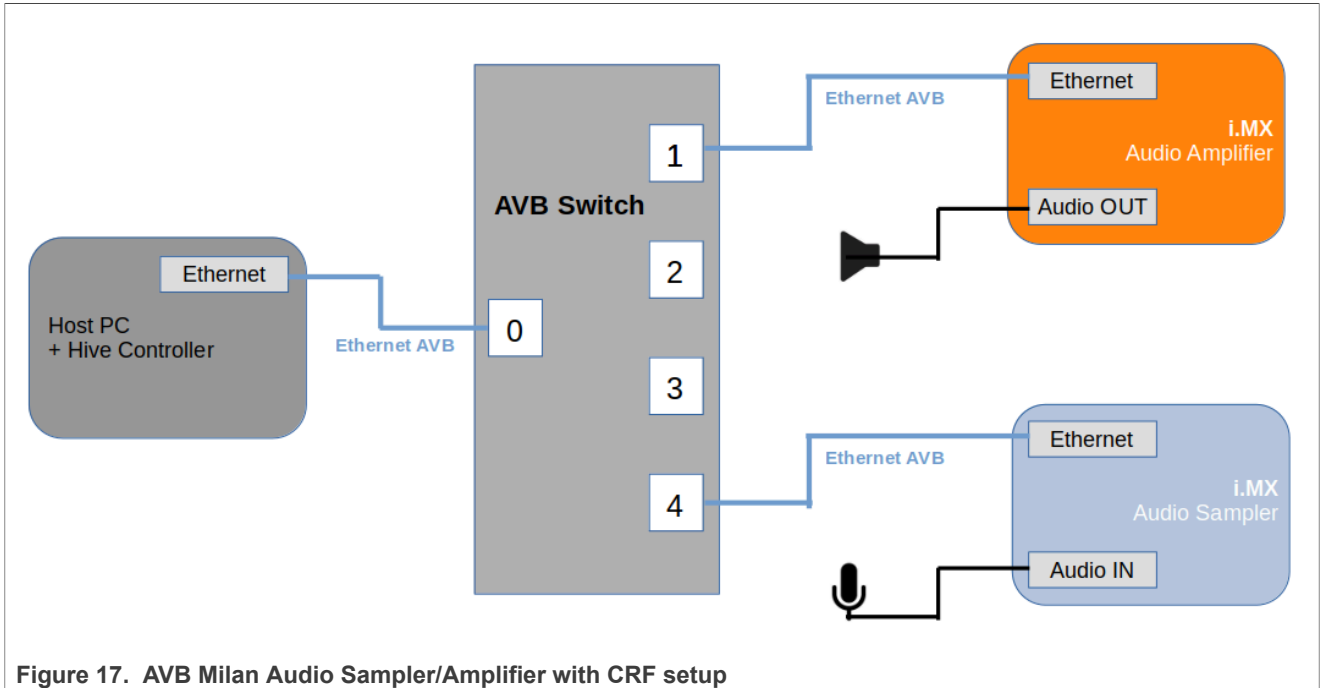 Ethernet
Host PC
+ Hive Controller
Ethernet AVB
AVB Switch
0
1
2
3
4
Ethernet AVB
Ethernet
i.MX
Audio Amplifier
Audio OUT
Ethernet AVB
Ethernet
i.MX
Audio Sampler
Audio IN
Figure 17. AVB Milan Audio Sampler/Amplifier with CRF setup